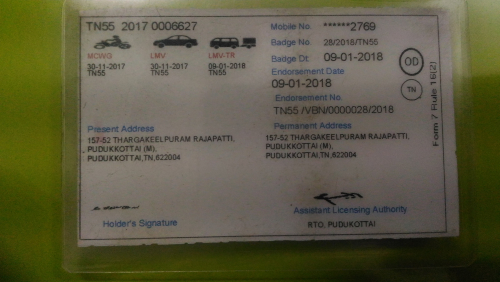 TN55 2017 0006627
Mobile No. ******2769
Badge No. 28/2018/TN55
MCWG LMV LMV-TR
Badge Dt: 09-01-2018
30-11-2017 30-11-2017 09-01-2018
TN55 TN55 TN55
OD
Endorsement Date
09-01-2018
TN
Endorsement No.
TN55 /VBN/0000028/2018
Form 7 Rule 16(2)
Present Address
157-52 THARGAKEELPURAM RAJAPATTI,
PUDUKKOTTAI (M),
PUDUKKOTTAI,TN,622004
Permanent Address
157-52 THARGAKEELPURAM RAJAPATTI,
PUDUKKOTTAI (M),
PUDUKKOTTAI,TN,622004
Holder's Signature
Assistant Licensing Authority
RTO, PUDUKOTTAI